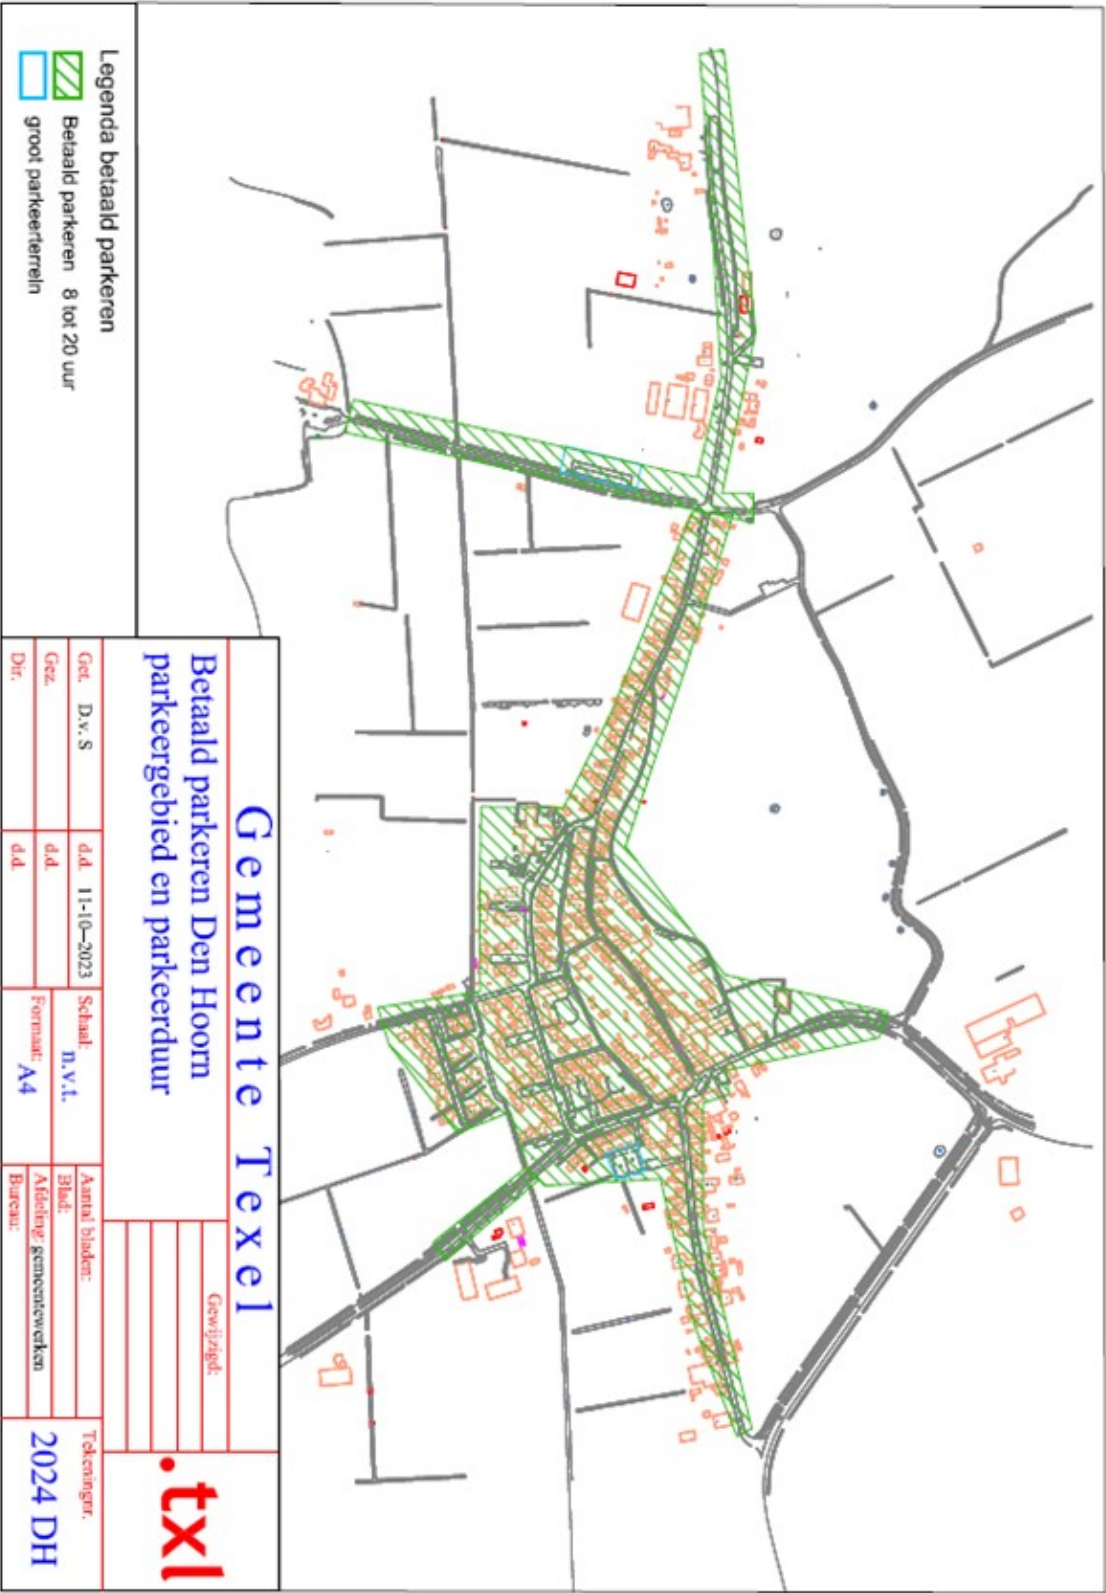 Legenda betaald parkeren
Betaald parkeren 8 tot 20 uur
groot parkeerterrein
Gemeente Texel
Betaald parkeren Den Hoorn
parkeergebied en parkeerduur
Gewijzigd:
.txl
Get. D.v.S
d.d. 11-10-2023
Schaal: n.v.t.
Aantal bladen:
Blad:
Tekeningnr.
2024 DH
Gez.
d.d.
Formaat: A4
Afdeling: gemeentewerken
Dir.
d.d.
Bureau: